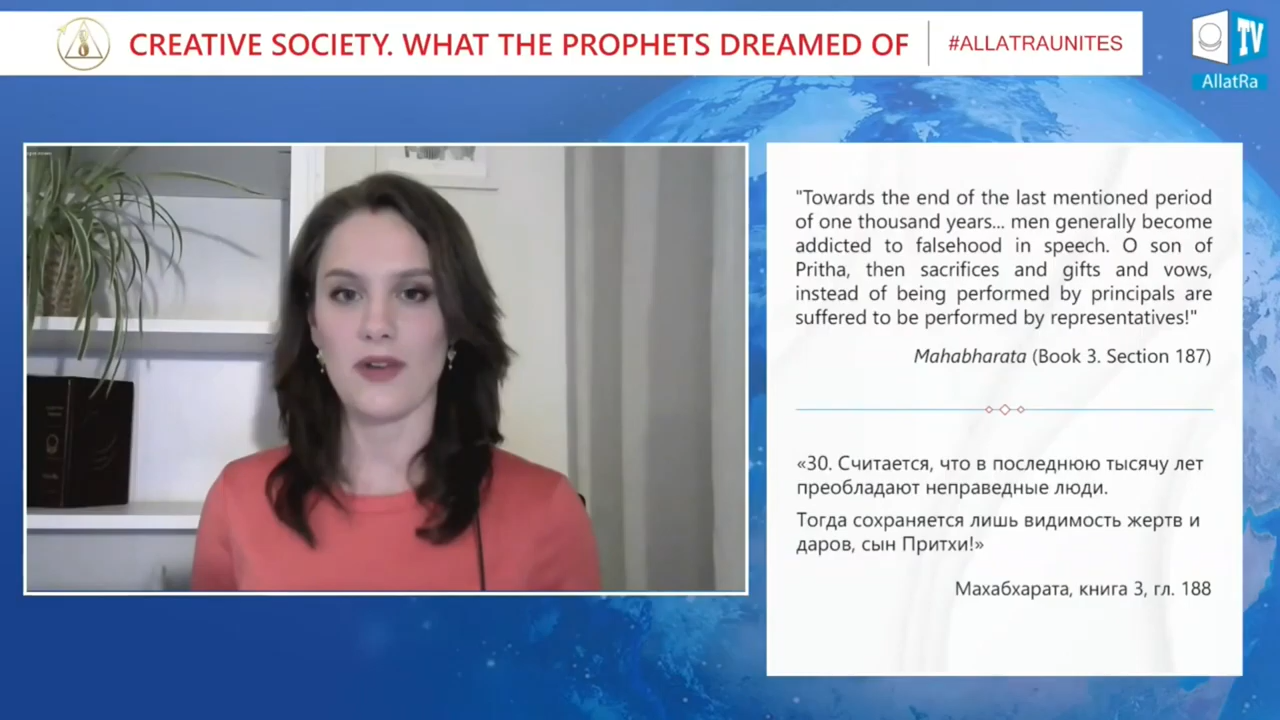 CREATIVE SOCIETY. WHAT THE PROPHETS DREAMED OF
#ALLATRAUNITES
TV
AllatRa
"Towards the end of the last mentioned period
of one thousand years... men generally become
addicted to falsehood in speech. O son of
Pritha, then sacrifices and gifts and vows,
instead of being performed by principals are
suffered to be performed by representatives!"
Mahabharata (Book 3. Section 187)
«30. Считается, что в последнюю тысячу лет
преобладают неправедные люди.
Тогда сохраняется лишь видимость жертв и
даров, сын Притхи!»
Махабхарата, книга 3, гл. 188